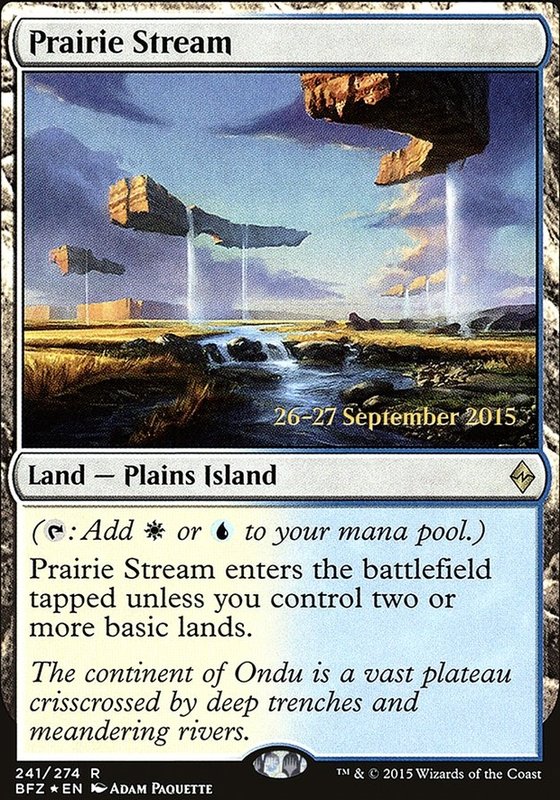 Prairie Stream
26–27 September 2015
Land — Plains Island
(: Add or to your mana pool.)
Prairie Stream enters the battlefield
tapped unless you control two or
more basic lands.
The continent of Ondu is a vast plateau
crisscrossed by deep trenches and
meandering rivers.
241/274 R
BFZ ★ EN Adam Paquette
™ & © 2015 Wizards of the Coast